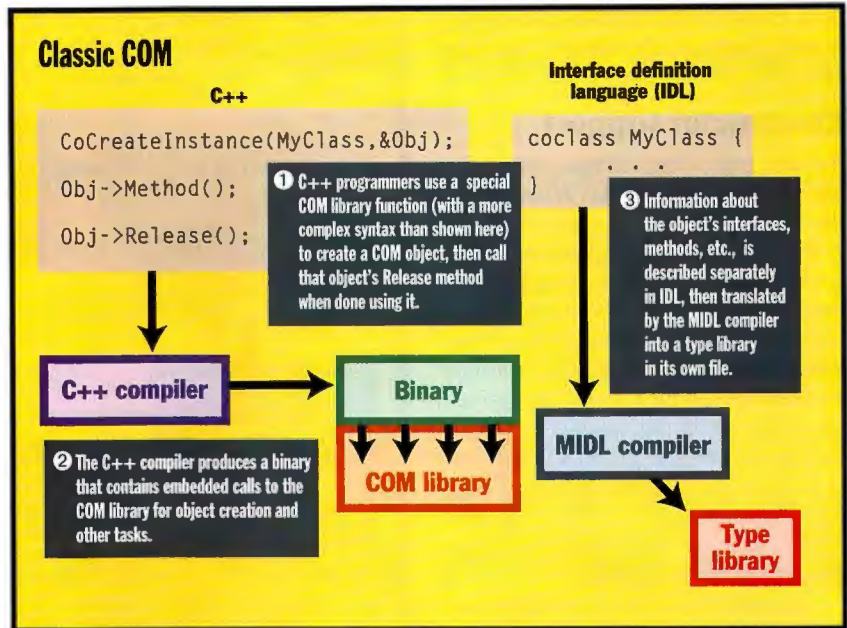 Classic COM
C++
CoCreateInstance(MyClass,&Obj);
Obj->Method();
Obj->Release();
❶ C++ programmers use a special
COM library function (with a more
complex syntax than shown here)
to create a COM object, then call
that object's Release method
when done using it.
Interface definition
language (IDL)
coclass MyClass {
. . .
}
❸ Information about
the object's interfaces,
methods, etc., is
described separately
in IDL, then translated
by the MIDL compiler
into a type library
in its own file.
C++ compiler
Binary
COM library
❷ The C++ compiler produces a binary
that contains embedded calls to the
COM library for object creation and
other tasks.
MIDL compiler
Type
library